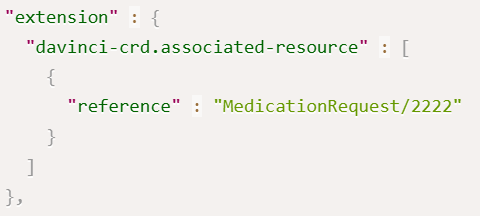 "extension" : {
  "davinci-crd.associated-resource" : [
    {
      "reference" : "MedicationRequest/2222"
    }
  ]
},